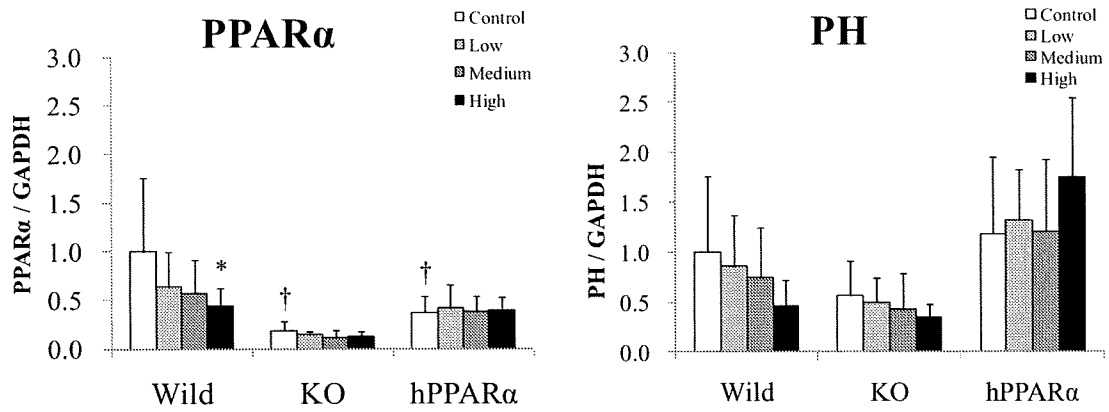 PPARα
Control
Low
Medium
High
PPARα / GAPDH
3.0
2.5
2.0
1.5
1.0
0.5
0.0
*
†
†
Wild KO hPPARα
PH
Control
Low
Medium
High
PH / GAPDH
3.0
2.5
2.0
1.5
1.0
0.5
0.0
Wild KO hPPARα